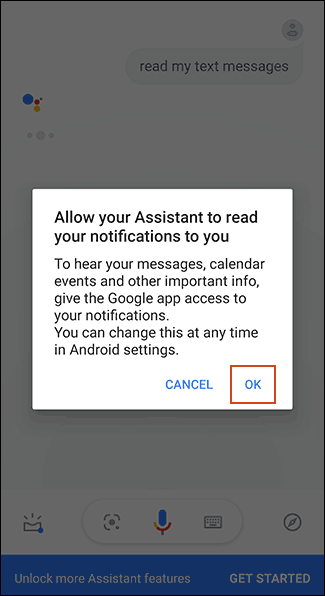 read my text messages
Allow your Assistant to read
your notifications to you
To hear your messages, calendar
events and other important info,
give the Google app access to
your notifications.
You can change this at any time
in Android settings.
CANCEL OK
Unlock more Assistant features GET STARTED